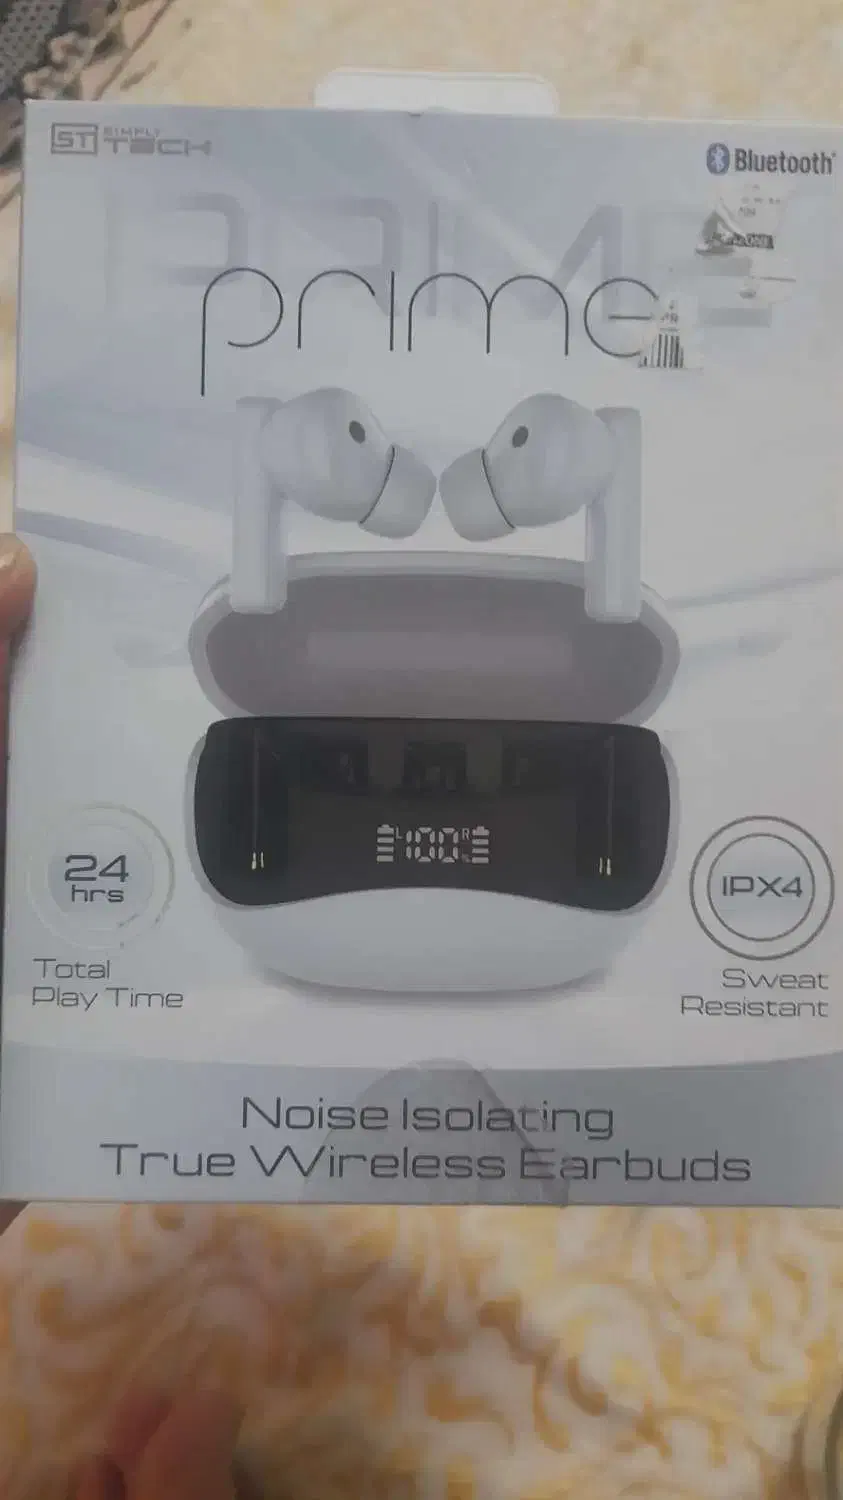 ST SIMPLY
TECH
Bluetooth®
PRIME
prime
L 100 R
%
24
hrs
Total
Play Time
IPX4
Sweat
Resistant
Noise Isolating
True Wireless Earbuds